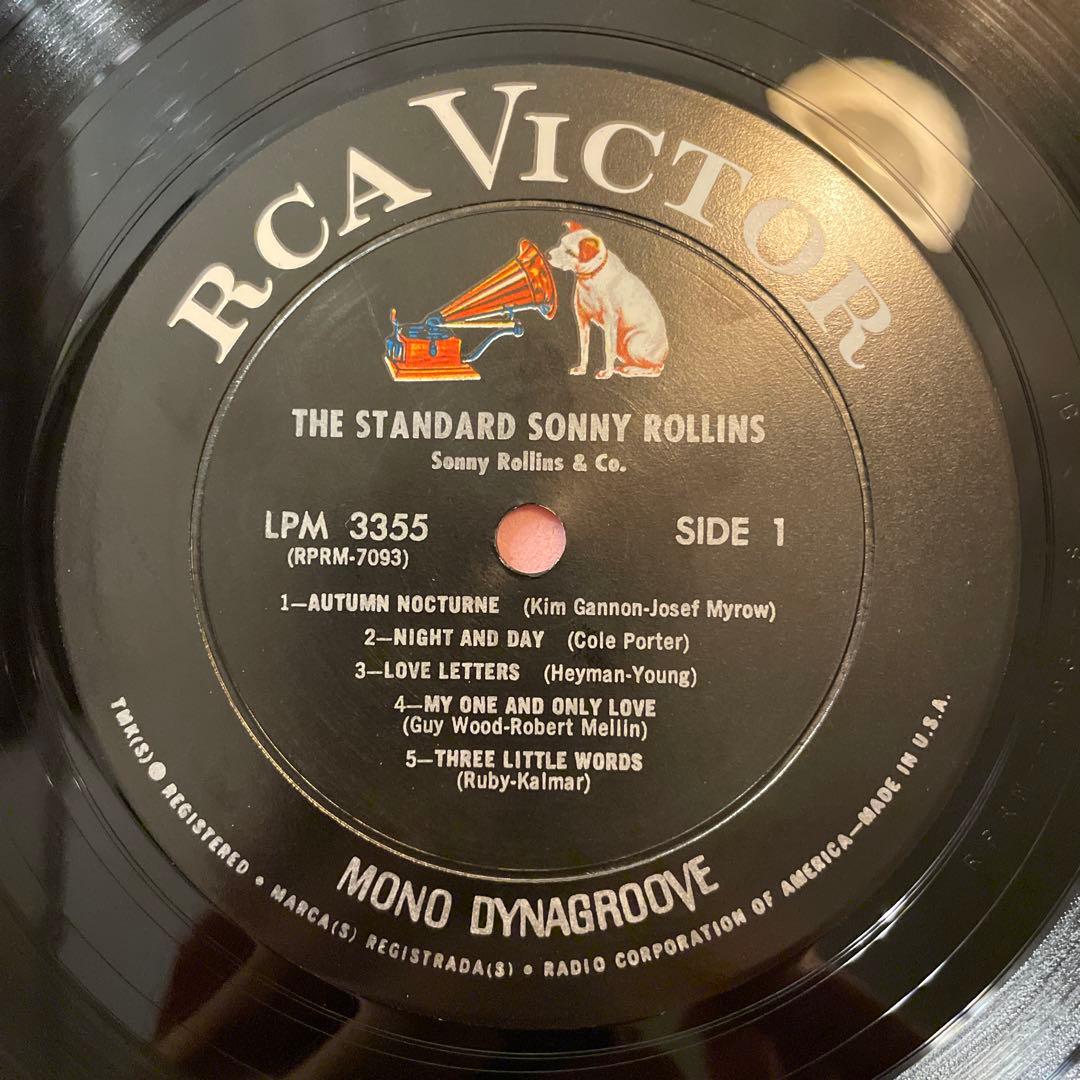 RCA VICTOR
THE STANDARD SONNY ROLLINS
Sonny Rollins & Co.
LPM 3355
(RPRM-7093)
SIDE 1
1—AUTUMN NOCTURNE (Kim Gannon-Josef Myrow)
2—NIGHT AND DAY (Cole Porter)
3—LOVE LETTERS (Heyman-Young)
4—MY ONE AND ONLY LOVE
(Guy Wood-Robert Mellin)
5—THREE LITTLE WORDS
(Ruby-Kalmar)
MONO DYNAGROOVE
TMK(S) ® REGISTERED • MARCA(S) REGISTRADA(S) • RADIO CORPORATION OF AMERICA—MADE IN U.S.A.